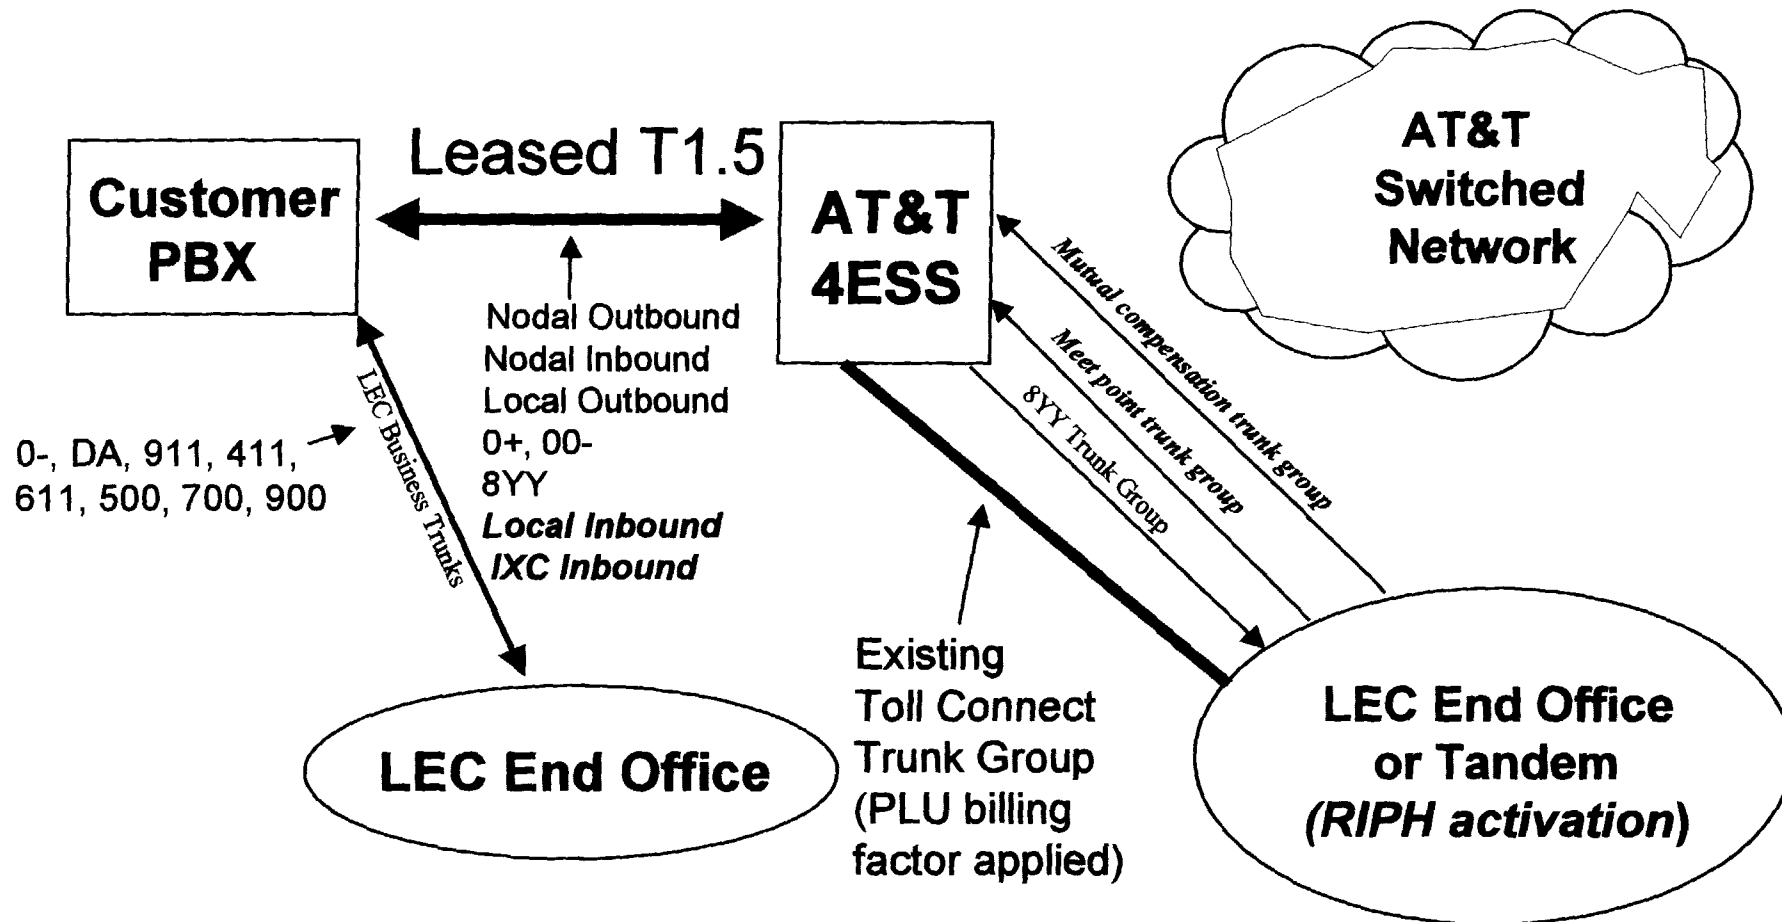 AT&T
Switched
Network
Leased T1.5
Customer
PBX
AT&T
4ESS
Nodal Outbound
Nodal Inbound
Local Outbound
0+, 00-
8YY
Local Inbound
IXC Inbound
0-, DA, 911, 411,
611, 500, 700, 900
LEC Business Trunks
Mutual compensation trunk group
Meet point trunk group
8YY Trunk Group
Existing
Toll Connect
Trunk Group
(PLU billing
factor applied)
LEC End Office
LEC End Office
or Tandem
(RIPH activation)